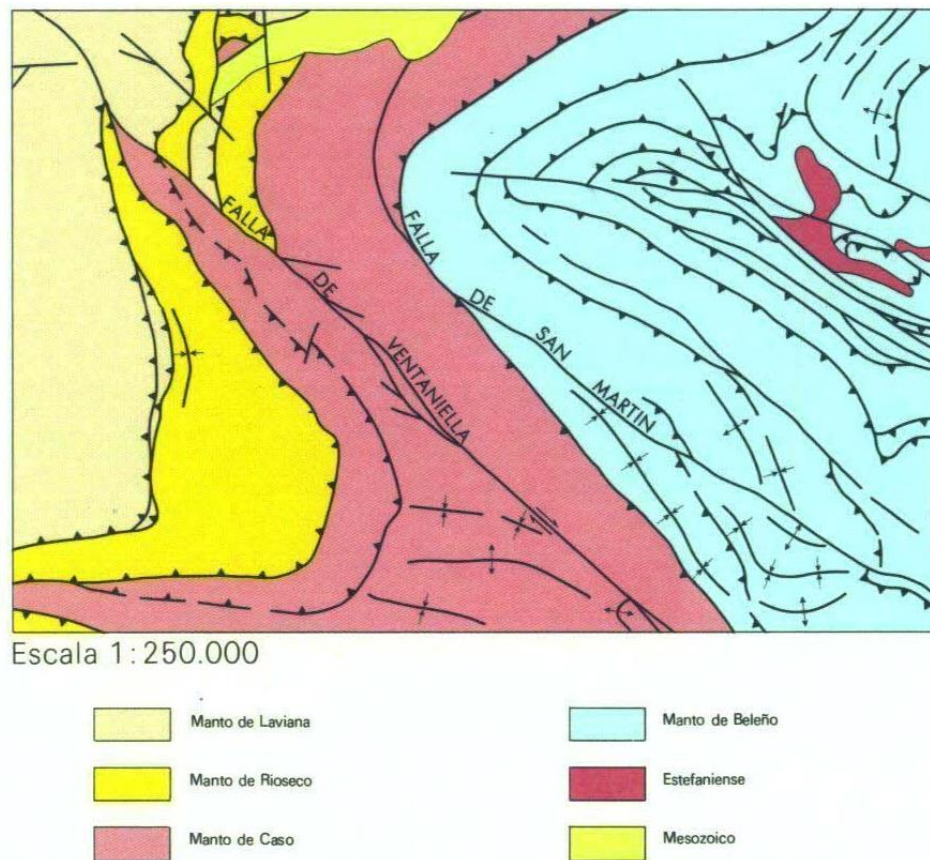 FALLA DE VENTANIELLA
FALLA DE SAN MARTIN
Escala 1:250.000
Manto de Laviana
Manto de Beleño
Manto de Rioseco
Estefaniense
Manto de Caso
Mesozoico